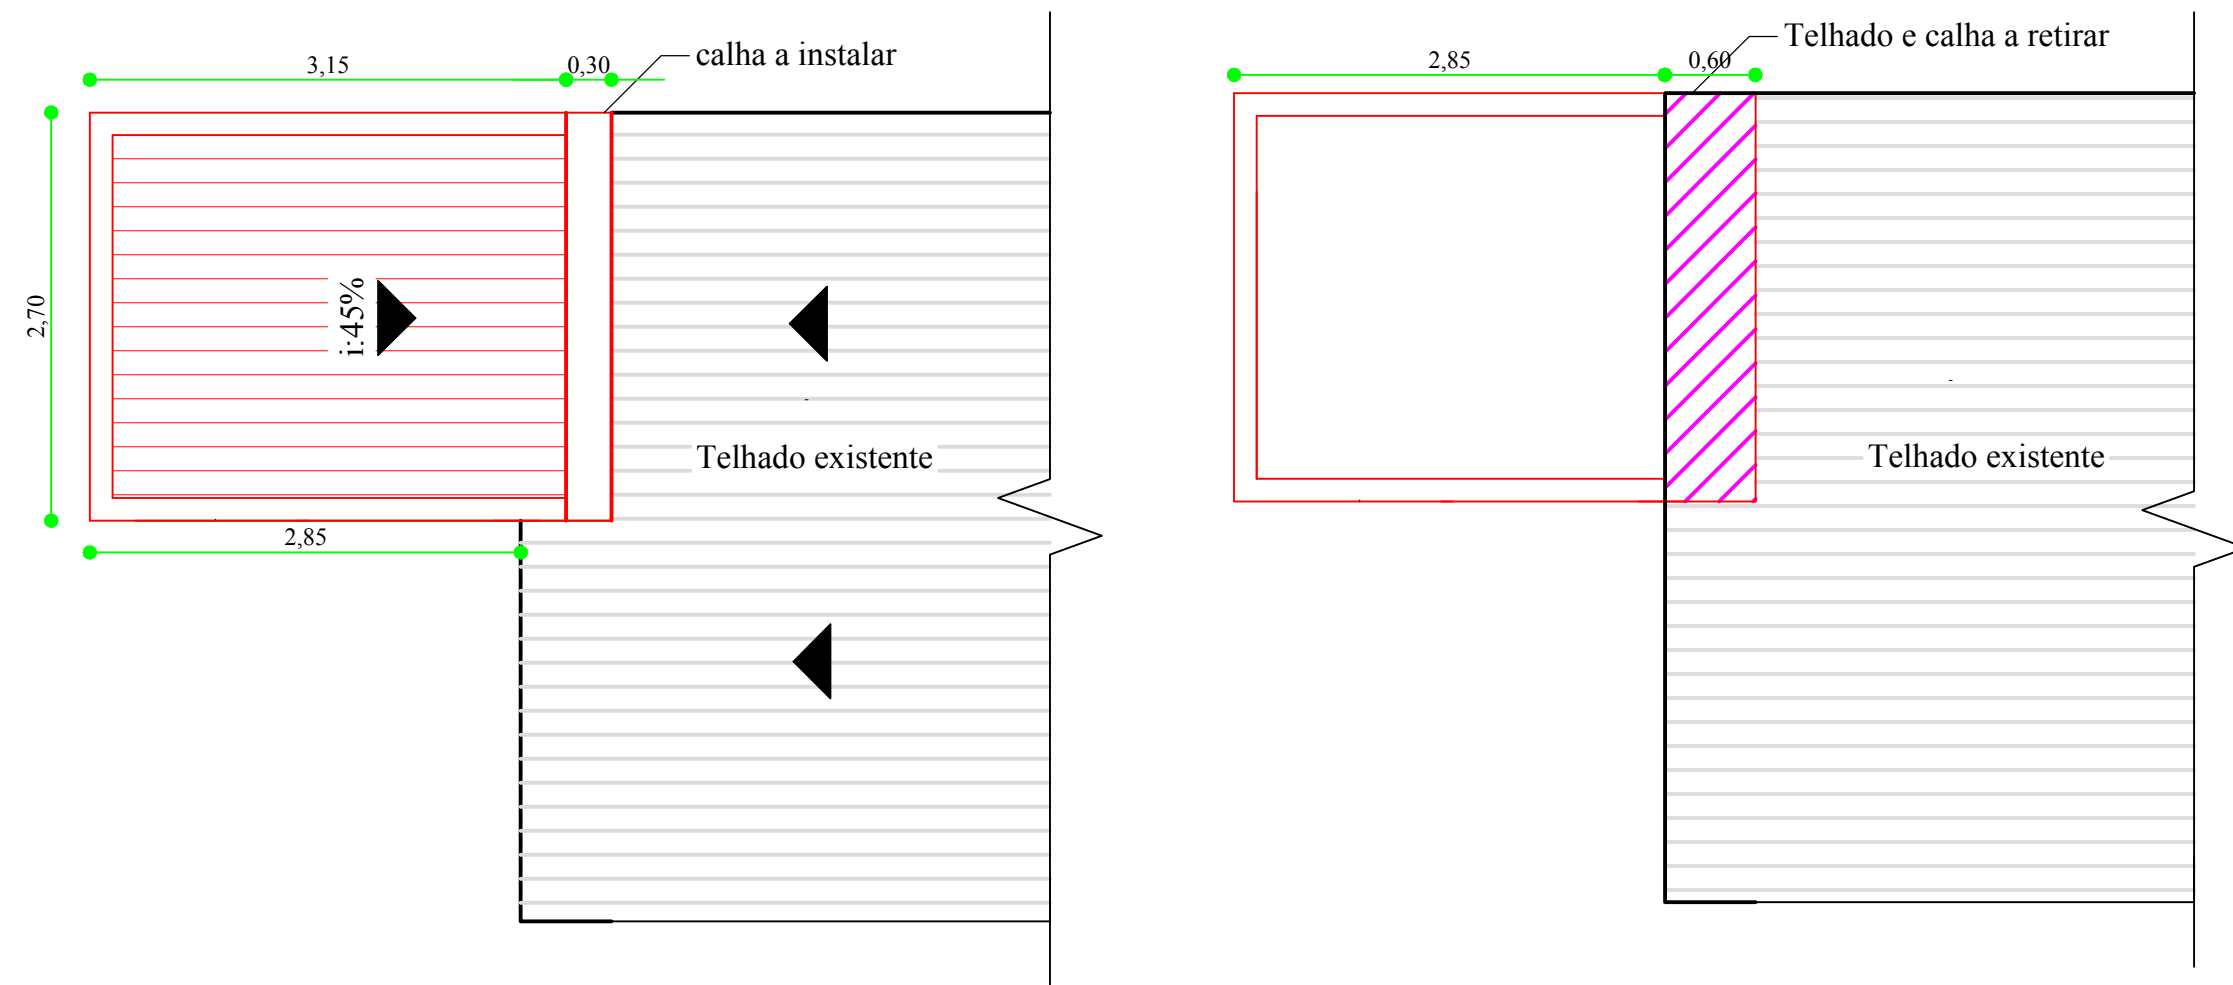 3,15
0,30
calha a instalar
2,70
i:45%
Telhado existente
2,85
2,85
0,60
Telhado e calha a retirar
Telhado existente